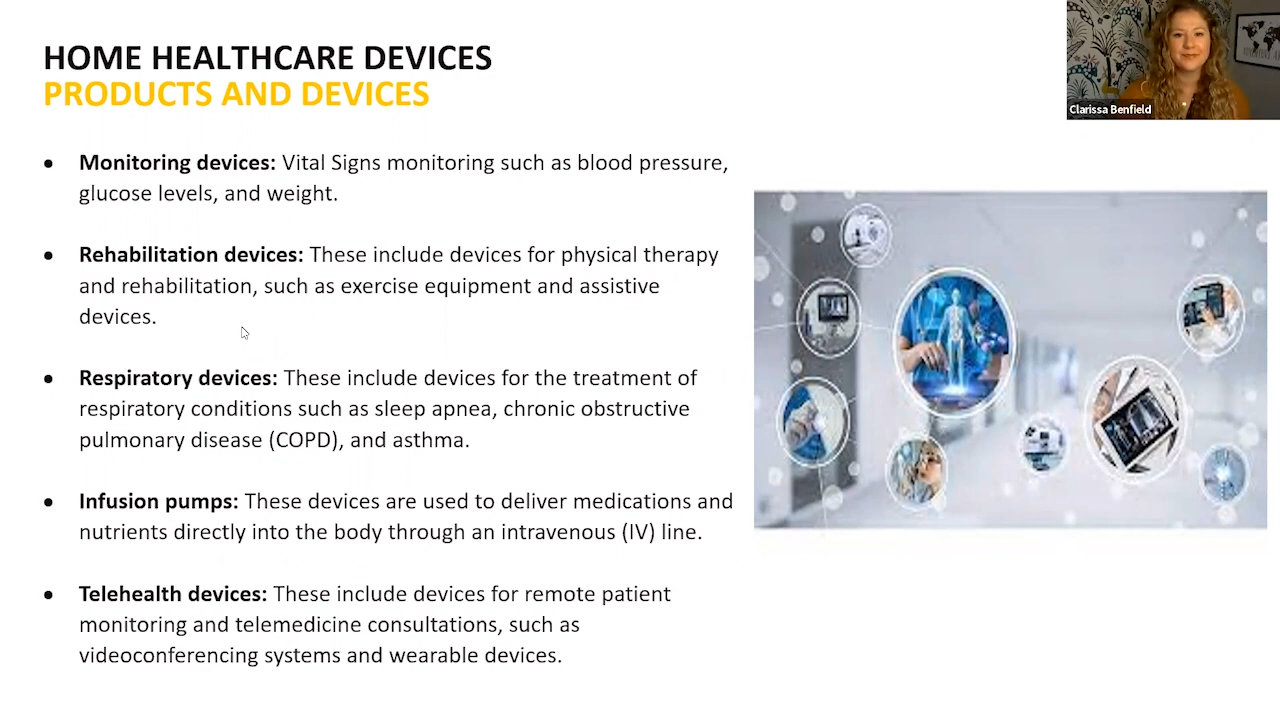 HOME HEALTHCARE DEVICES
PRODUCTS AND DEVICES
Clarissa Benfield
• Monitoring devices: Vital Signs monitoring such as blood pressure,
glucose levels, and weight.
• Rehabilitation devices: These include devices for physical therapy
and rehabilitation, such as exercise equipment and assistive
devices.
• Respiratory devices: These include devices for the treatment of
respiratory conditions such as sleep apnea, chronic obstructive
pulmonary disease (COPD), and asthma.
• Infusion pumps: These devices are used to deliver medications and
nutrients directly into the body through an intravenous (IV) line.
• Telehealth devices: These include devices for remote patient
monitoring and telemedicine consultations, such as
videoconferencing systems and wearable devices.